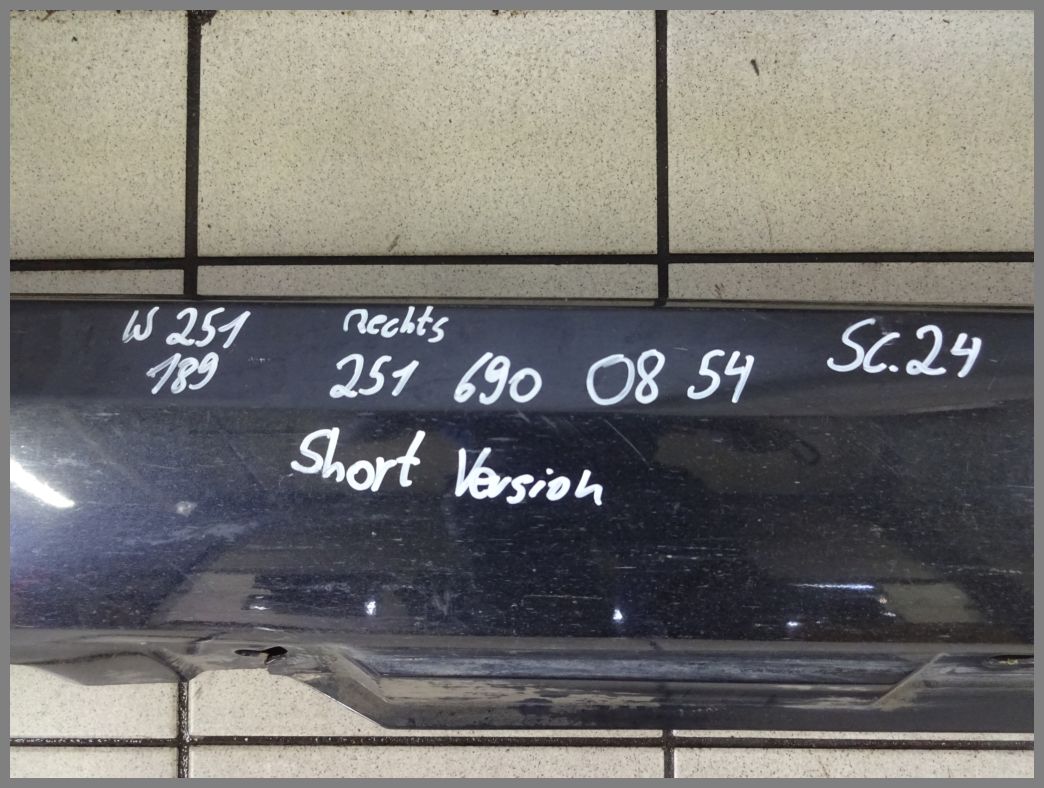 W 251 rechts Sc.24
189 251 690 08 54
Short Version